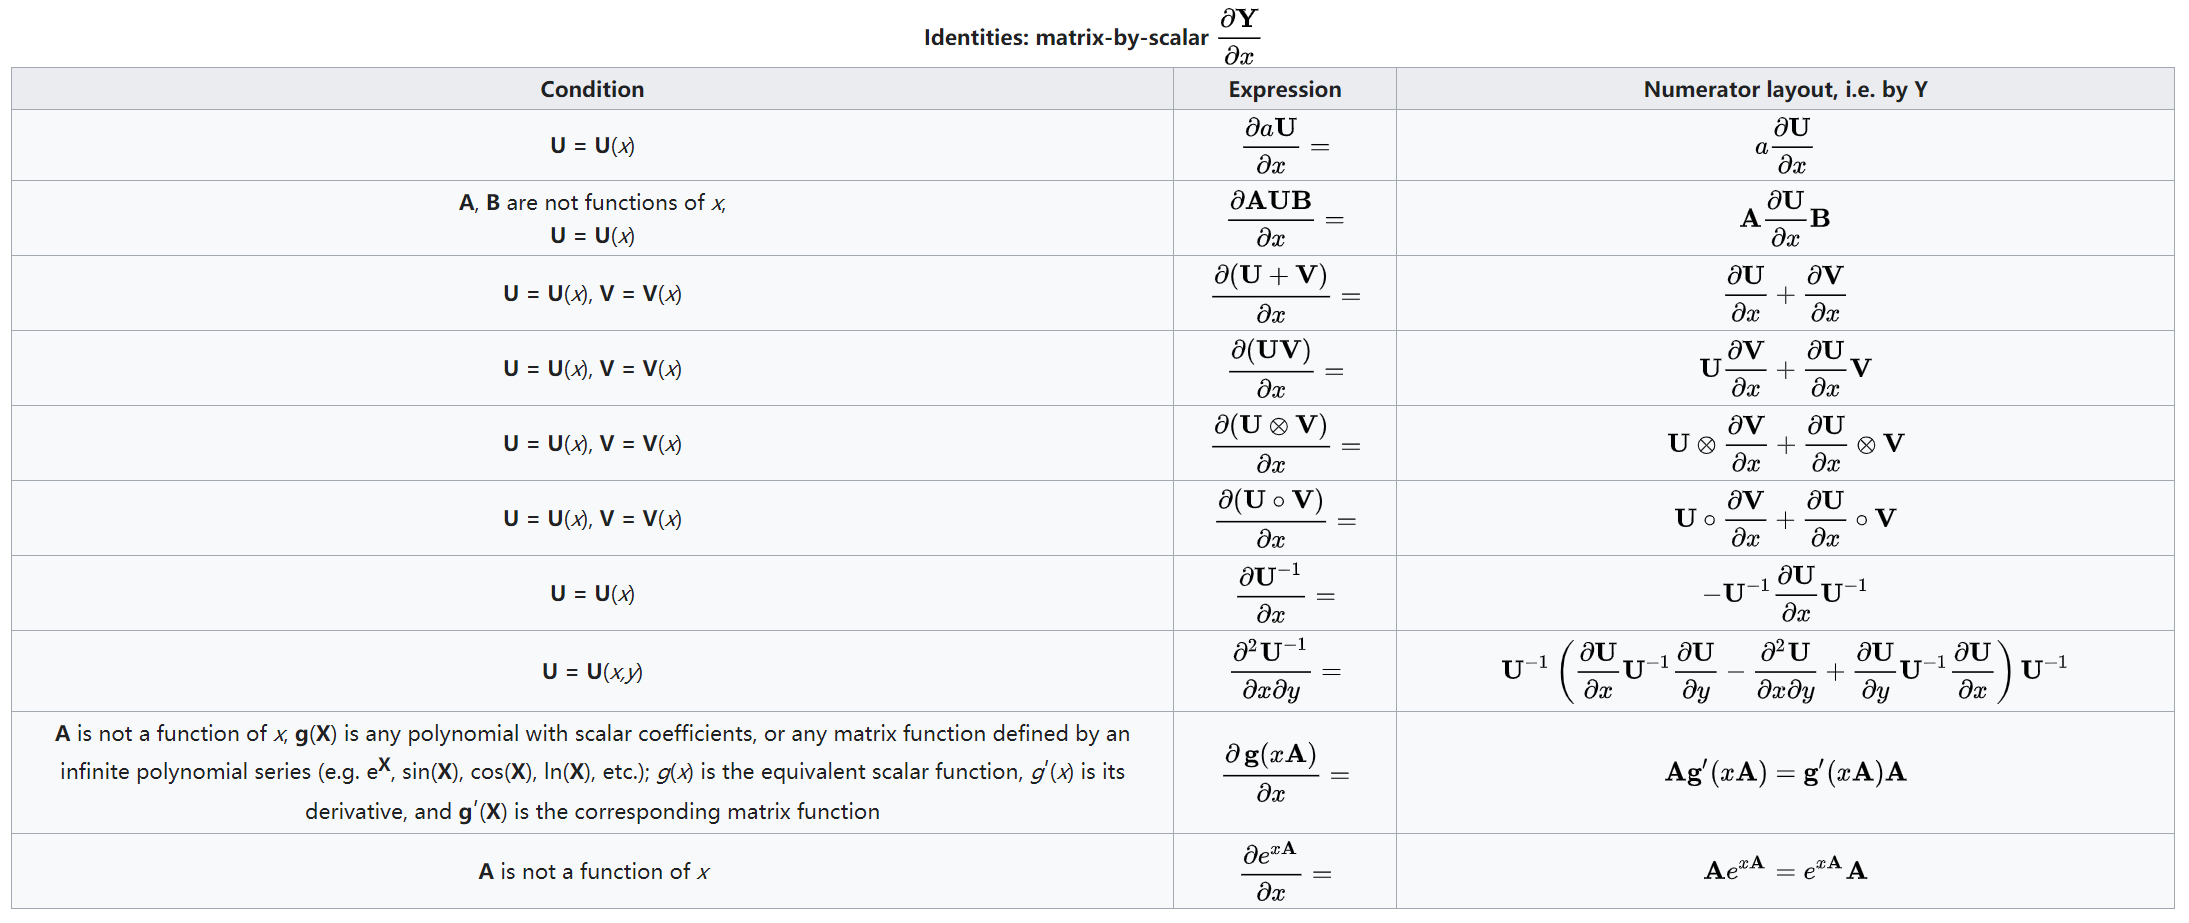 Identities: matrix-by-scalar $\frac{\partial \mathbf{Y}}{\partial x}$
Condition | Expression | Numerator layout, i.e. by Y
U = U(x) | $\frac{\partial a\mathbf{U}}{\partial x} =$ | $a\frac{\partial \mathbf{U}}{\partial x}$
A, B are not functions of x,
U = U(x) | $\frac{\partial \mathbf{AUB}}{\partial x} =$ | $\mathbf{A}\frac{\partial \mathbf{U}}{\partial x}\mathbf{B}$
U = U(x), V = V(x) | $\frac{\partial (\mathbf{U}+\mathbf{V})}{\partial x} =$ | $\frac{\partial \mathbf{U}}{\partial x} + \frac{\partial \mathbf{V}}{\partial x}$
U = U(x), V = V(x) | $\frac{\partial (\mathbf{UV})}{\partial x} =$ | $\mathbf{U}\frac{\partial \mathbf{V}}{\partial x} + \frac{\partial \mathbf{U}}{\partial x}\mathbf{V}$
U = U(x), V = V(x) | $\frac{\partial (\mathbf{U} \otimes \mathbf{V})}{\partial x} =$ | $\mathbf{U} \otimes \frac{\partial \mathbf{V}}{\partial x} + \frac{\partial \mathbf{U}}{\partial x} \otimes \mathbf{V}$
U = U(x), V = V(x) | $\frac{\partial (\mathbf{U} \circ \mathbf{V})}{\partial x} =$ | $\mathbf{U} \circ \frac{\partial \mathbf{V}}{\partial x} + \frac{\partial \mathbf{U}}{\partial x} \circ \mathbf{V}$
U = U(x) | $\frac{\partial \mathbf{U}^{-1}}{\partial x} =$ | $-\mathbf{U}^{-1}\frac{\partial \mathbf{U}}{\partial x}\mathbf{U}^{-1}$
U = U(x,y) | $\frac{\partial^2 \mathbf{U}^{-1}}{\partial x \partial y} =$ | $\mathbf{U}^{-1}\left(\frac{\partial \mathbf{U}}{\partial x}\mathbf{U}^{-1}\frac{\partial \mathbf{U}}{\partial y} - \frac{\partial^2 \mathbf{U}}{\partial x \partial y} + \frac{\partial \mathbf{U}}{\partial y}\mathbf{U}^{-1}\frac{\partial \mathbf{U}}{\partial x}\right)\mathbf{U}^{-1}$
A is not a function of x, g(X) is any polynomial with scalar coefficients, or any matrix function defined by an
infinite polynomial series (e.g. $e^{\mathbf{X}}$, sin(X), cos(X), ln(X), etc.); g(x) is the equivalent scalar function, g′(x) is its
derivative, and g′(X) is the corresponding matrix function | $\frac{\partial \mathbf{g}(x\mathbf{A})}{\partial x} =$ | $\mathbf{A}\mathbf{g}'(x\mathbf{A}) = \mathbf{g}'(x\mathbf{A})\mathbf{A}$
A is not a function of x | $\frac{\partial e^{x\mathbf{A}}}{\partial x} =$ | $\mathbf{A}e^{x\mathbf{A}} = e^{x\mathbf{A}}\mathbf{A}$